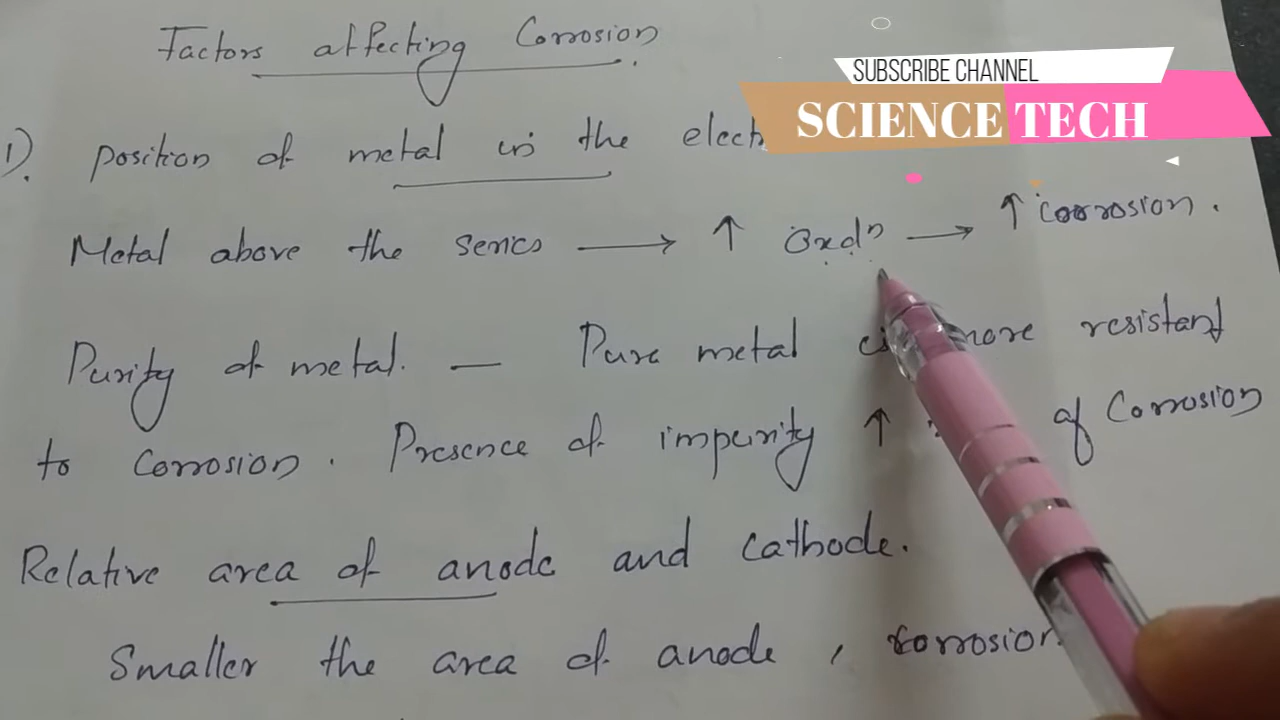 Factors affecting Corrosion
SUBSCRIBE CHANNEL
SCIENCE TECH
1). position of metal in the elect
Metal above the series → ↑ Oxdn → ↑ corrosion.
Purity of metal. — Pure metal is more resistant
to corrosion. Presence of impurity ↑ of Corrosion
Relative area of anode and cathode.
Smaller the area of anode, corrosion